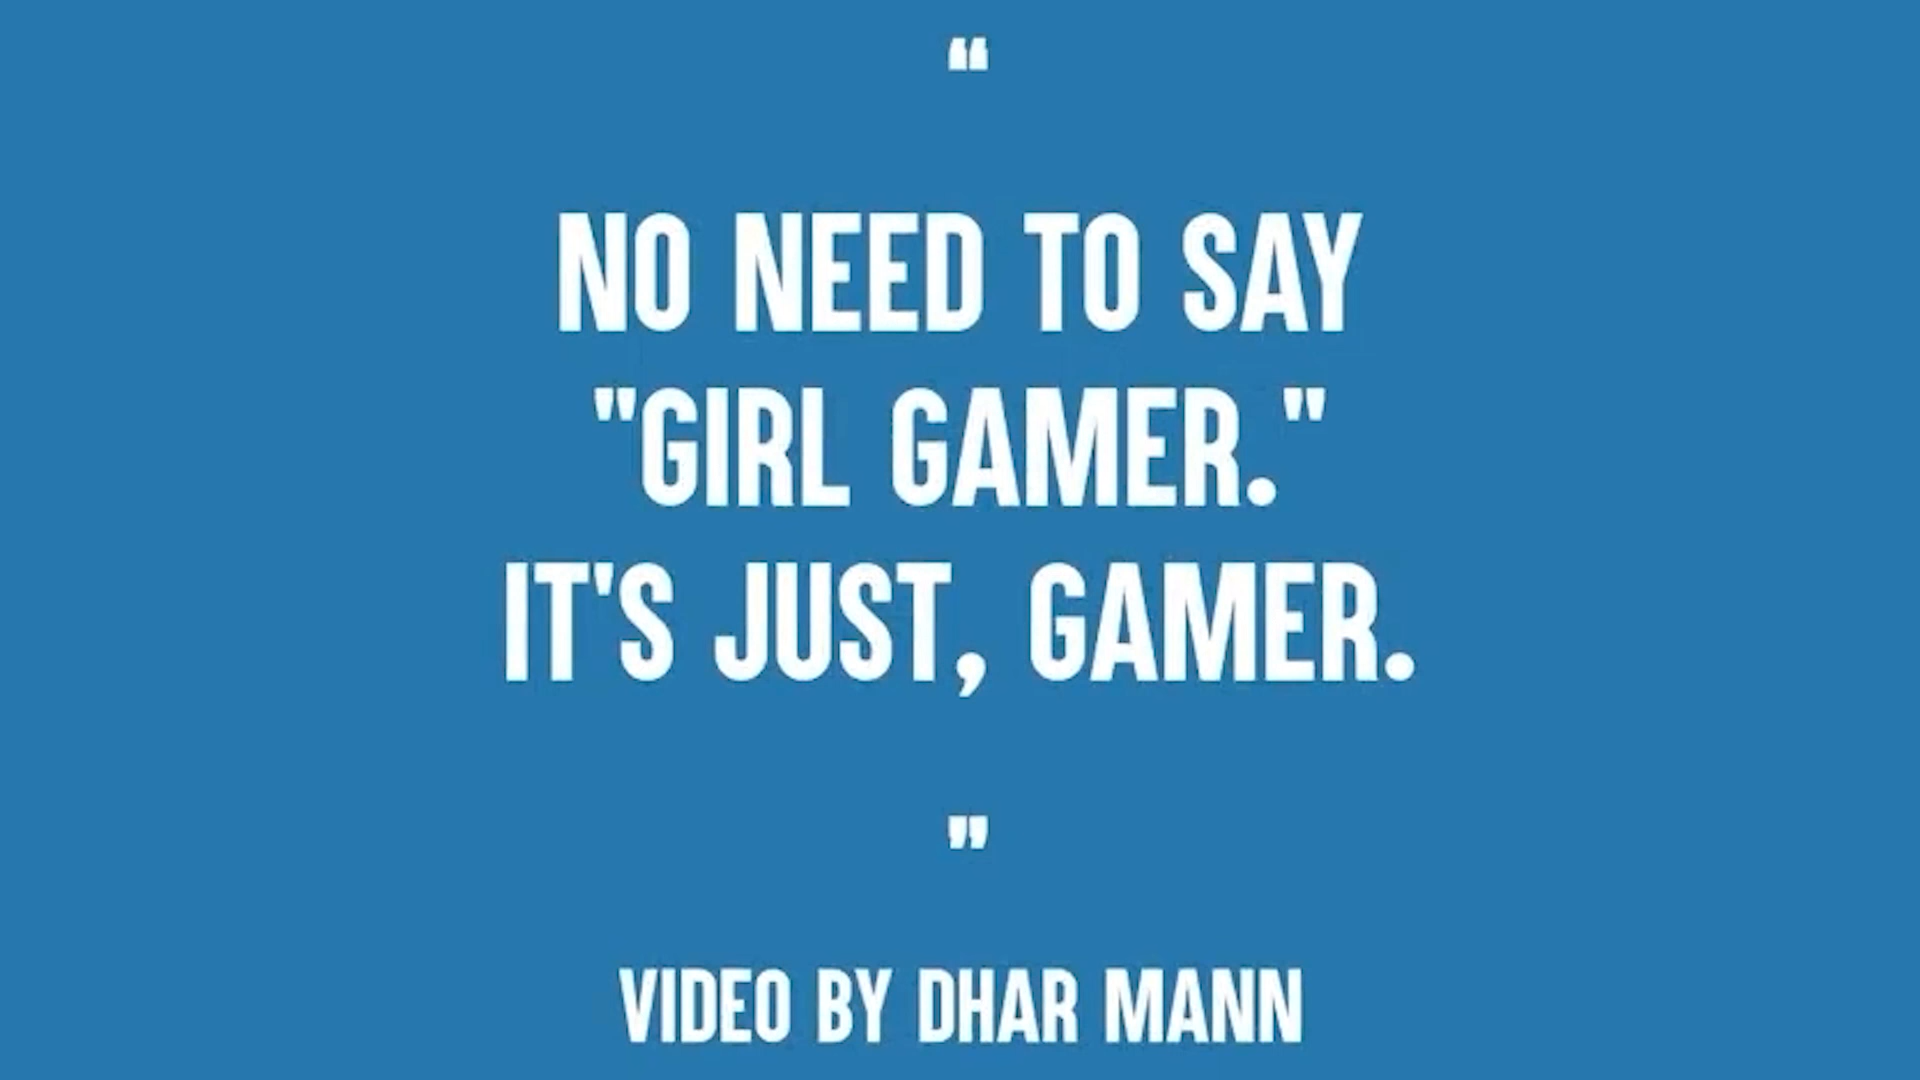 “
NO NEED TO SAY
"GIRL GAMER."
IT'S JUST, GAMER.
”
VIDEO BY DHAR MANN